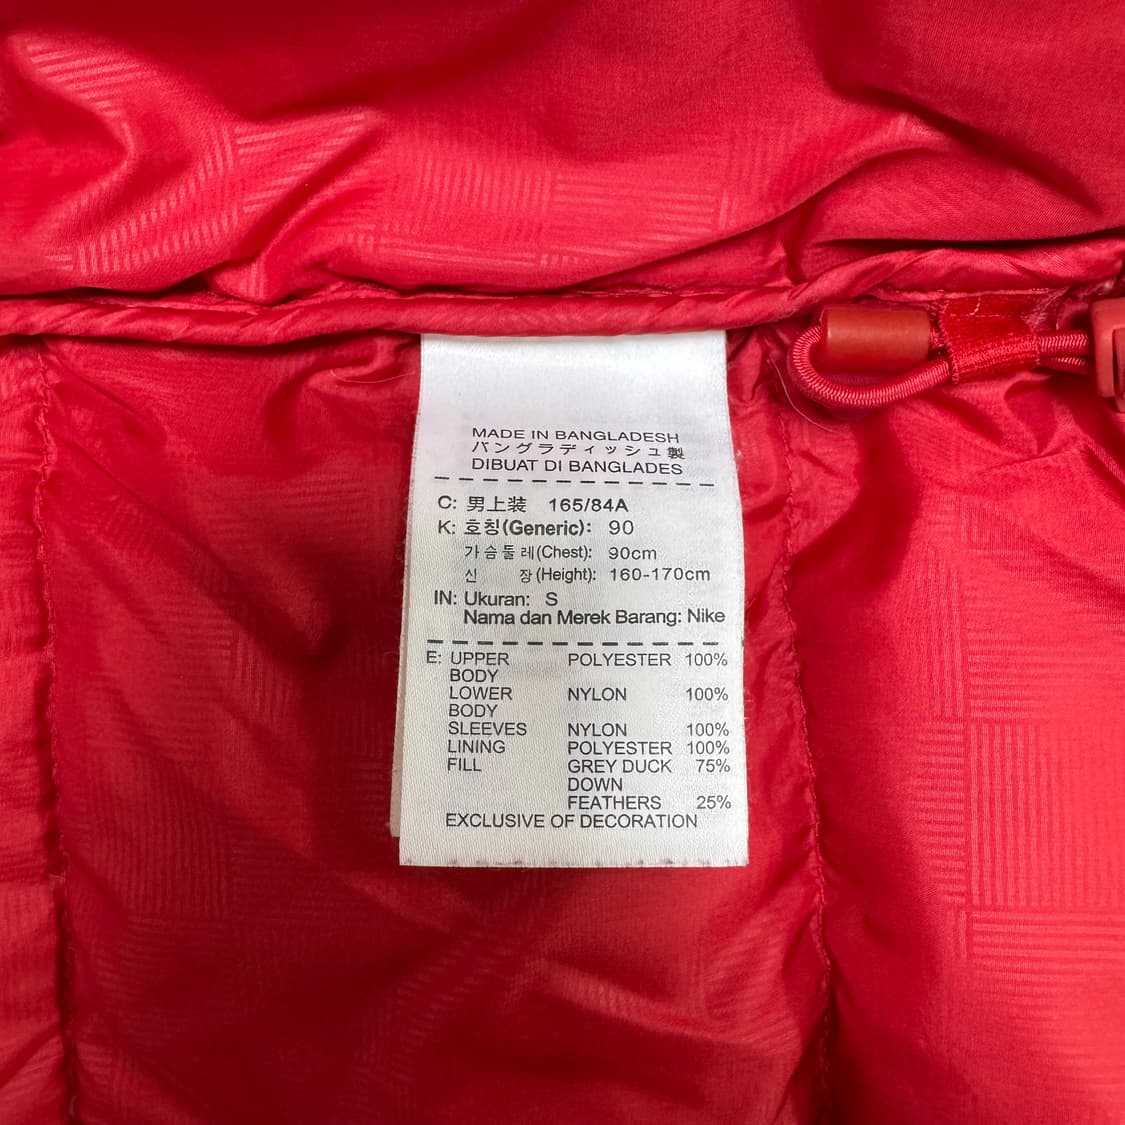 MADE IN BANGLADESH
バングラディッシュ製
DIBUAT DI BANGLADES
C: 男上装 165/84A
K: 호칭(Generic): 90
가슴둘레(Chest): 90cm
신 장(Height): 160-170cm
IN: Ukuran: S
Nama dan Merek Barang: Nike
E: UPPER POLYESTER 100%
BODY
LOWER NYLON 100%
BODY
SLEEVES NYLON 100%
LINING POLYESTER 100%
FILL GREY DUCK 75%
DOWN
FEATHERS 25%
EXCLUSIVE OF DECORATION